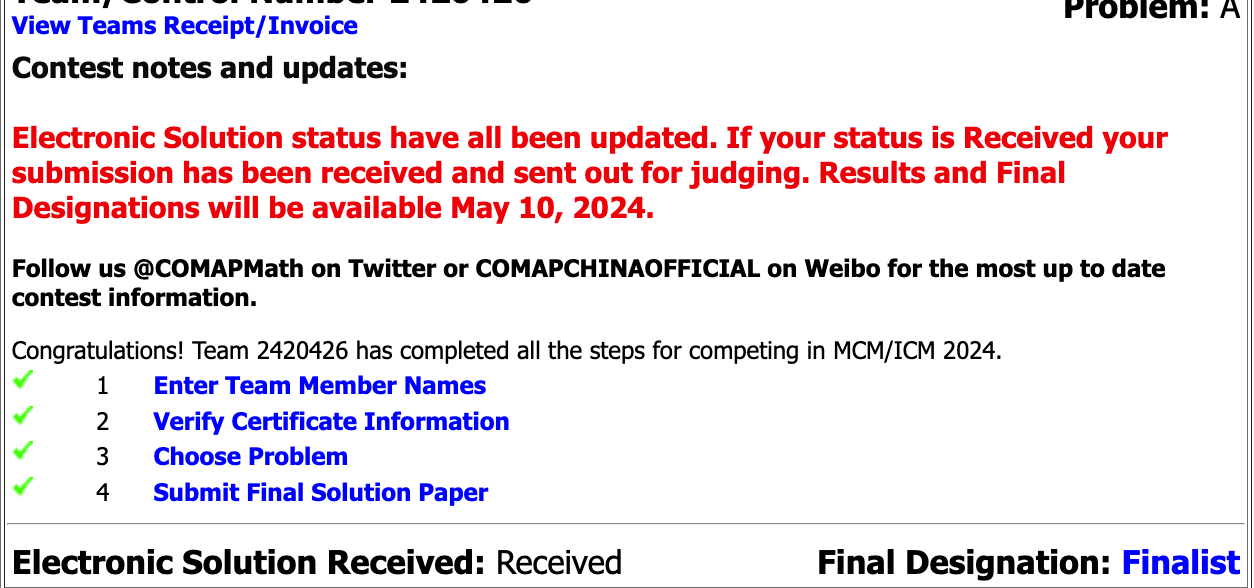 Team/Control Number 2420426
Problem: A
View Teams Receipt/Invoice
Contest notes and updates:
Electronic Solution status have all been updated. If your status is Received your
submission has been received and sent out for judging. Results and Final
Designations will be available May 10, 2024.
Follow us @COMAPMath on Twitter or COMAPCHINAOFFICIAL on Weibo for the most up to date
contest information.
Congratulations! Team 2420426 has completed all the steps for competing in MCM/ICM 2024.
1 Enter Team Member Names
2 Verify Certificate Information
3 Choose Problem
4 Submit Final Solution Paper
Electronic Solution Received: Received
Final Designation: Finalist